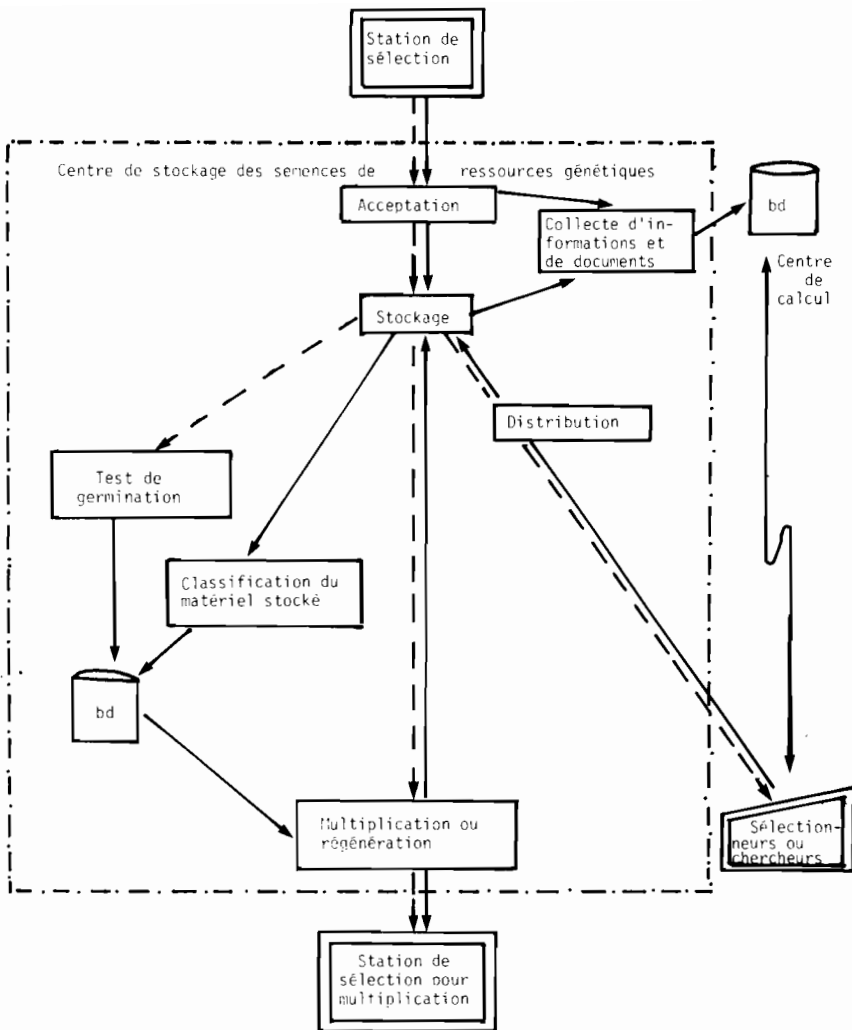 Station de
sélection
Centre de stockage des semences de ressources génétiques
Acceptation
Collecte d'in-
formations et
de documents
bd
Centre
de
calcul
Stockage
Distribution
Test de
germination
Classification du
matériel stocké
bd
Multiplication ou
régénération
Sélection-
neurs ou
chercheurs
Station de
sélection pour
multiplication